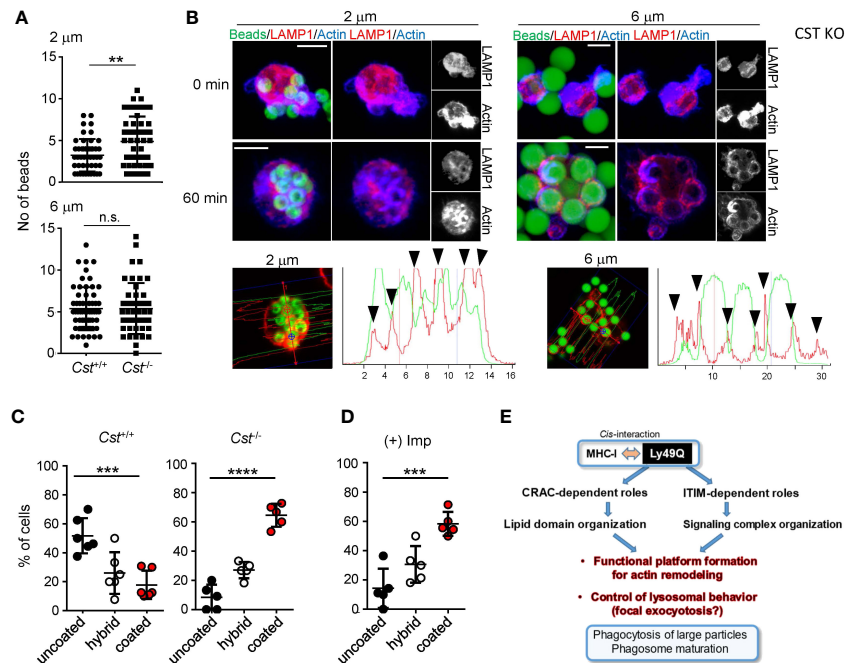 A
2 μm
**
15
10
5
0
No of beads
6 μm
n.s.
20
15
10
5
0
Cst+/+
Cst-/-
B
2 μm
6 μm
CST KO
Beads/LAMP1/Actin LAMP1/Actin
Beads/LAMP1/Actin LAMP1/Actin
0 min
LAMP1
Actin
LAMP1
Actin
60 min
LAMP1
Actin
LAMP1
Actin
2 μm
2 4 6 8 10 12 14 16
6 μm
10 20 30
C
Cst+/+
Cst-/-
***
****
% of cells
100
80
60
40
20
0
uncoated
hybrid
coated
100
80
60
40
20
0
uncoated
hybrid
coated
D
(+) Imp
***
100
80
60
40
20
0
uncoated
hybrid
coated
E
Cis-interaction
MHC-I Ly49Q
CRAC-dependent roles
ITIM-dependent roles
Lipid domain organization
Signaling complex organization
• Functional platform formation
for actin remodeling
• Control of lysosomal behavior
(focal exocyotosis?)
Phagocytosis of large particles
Phagosome maturation